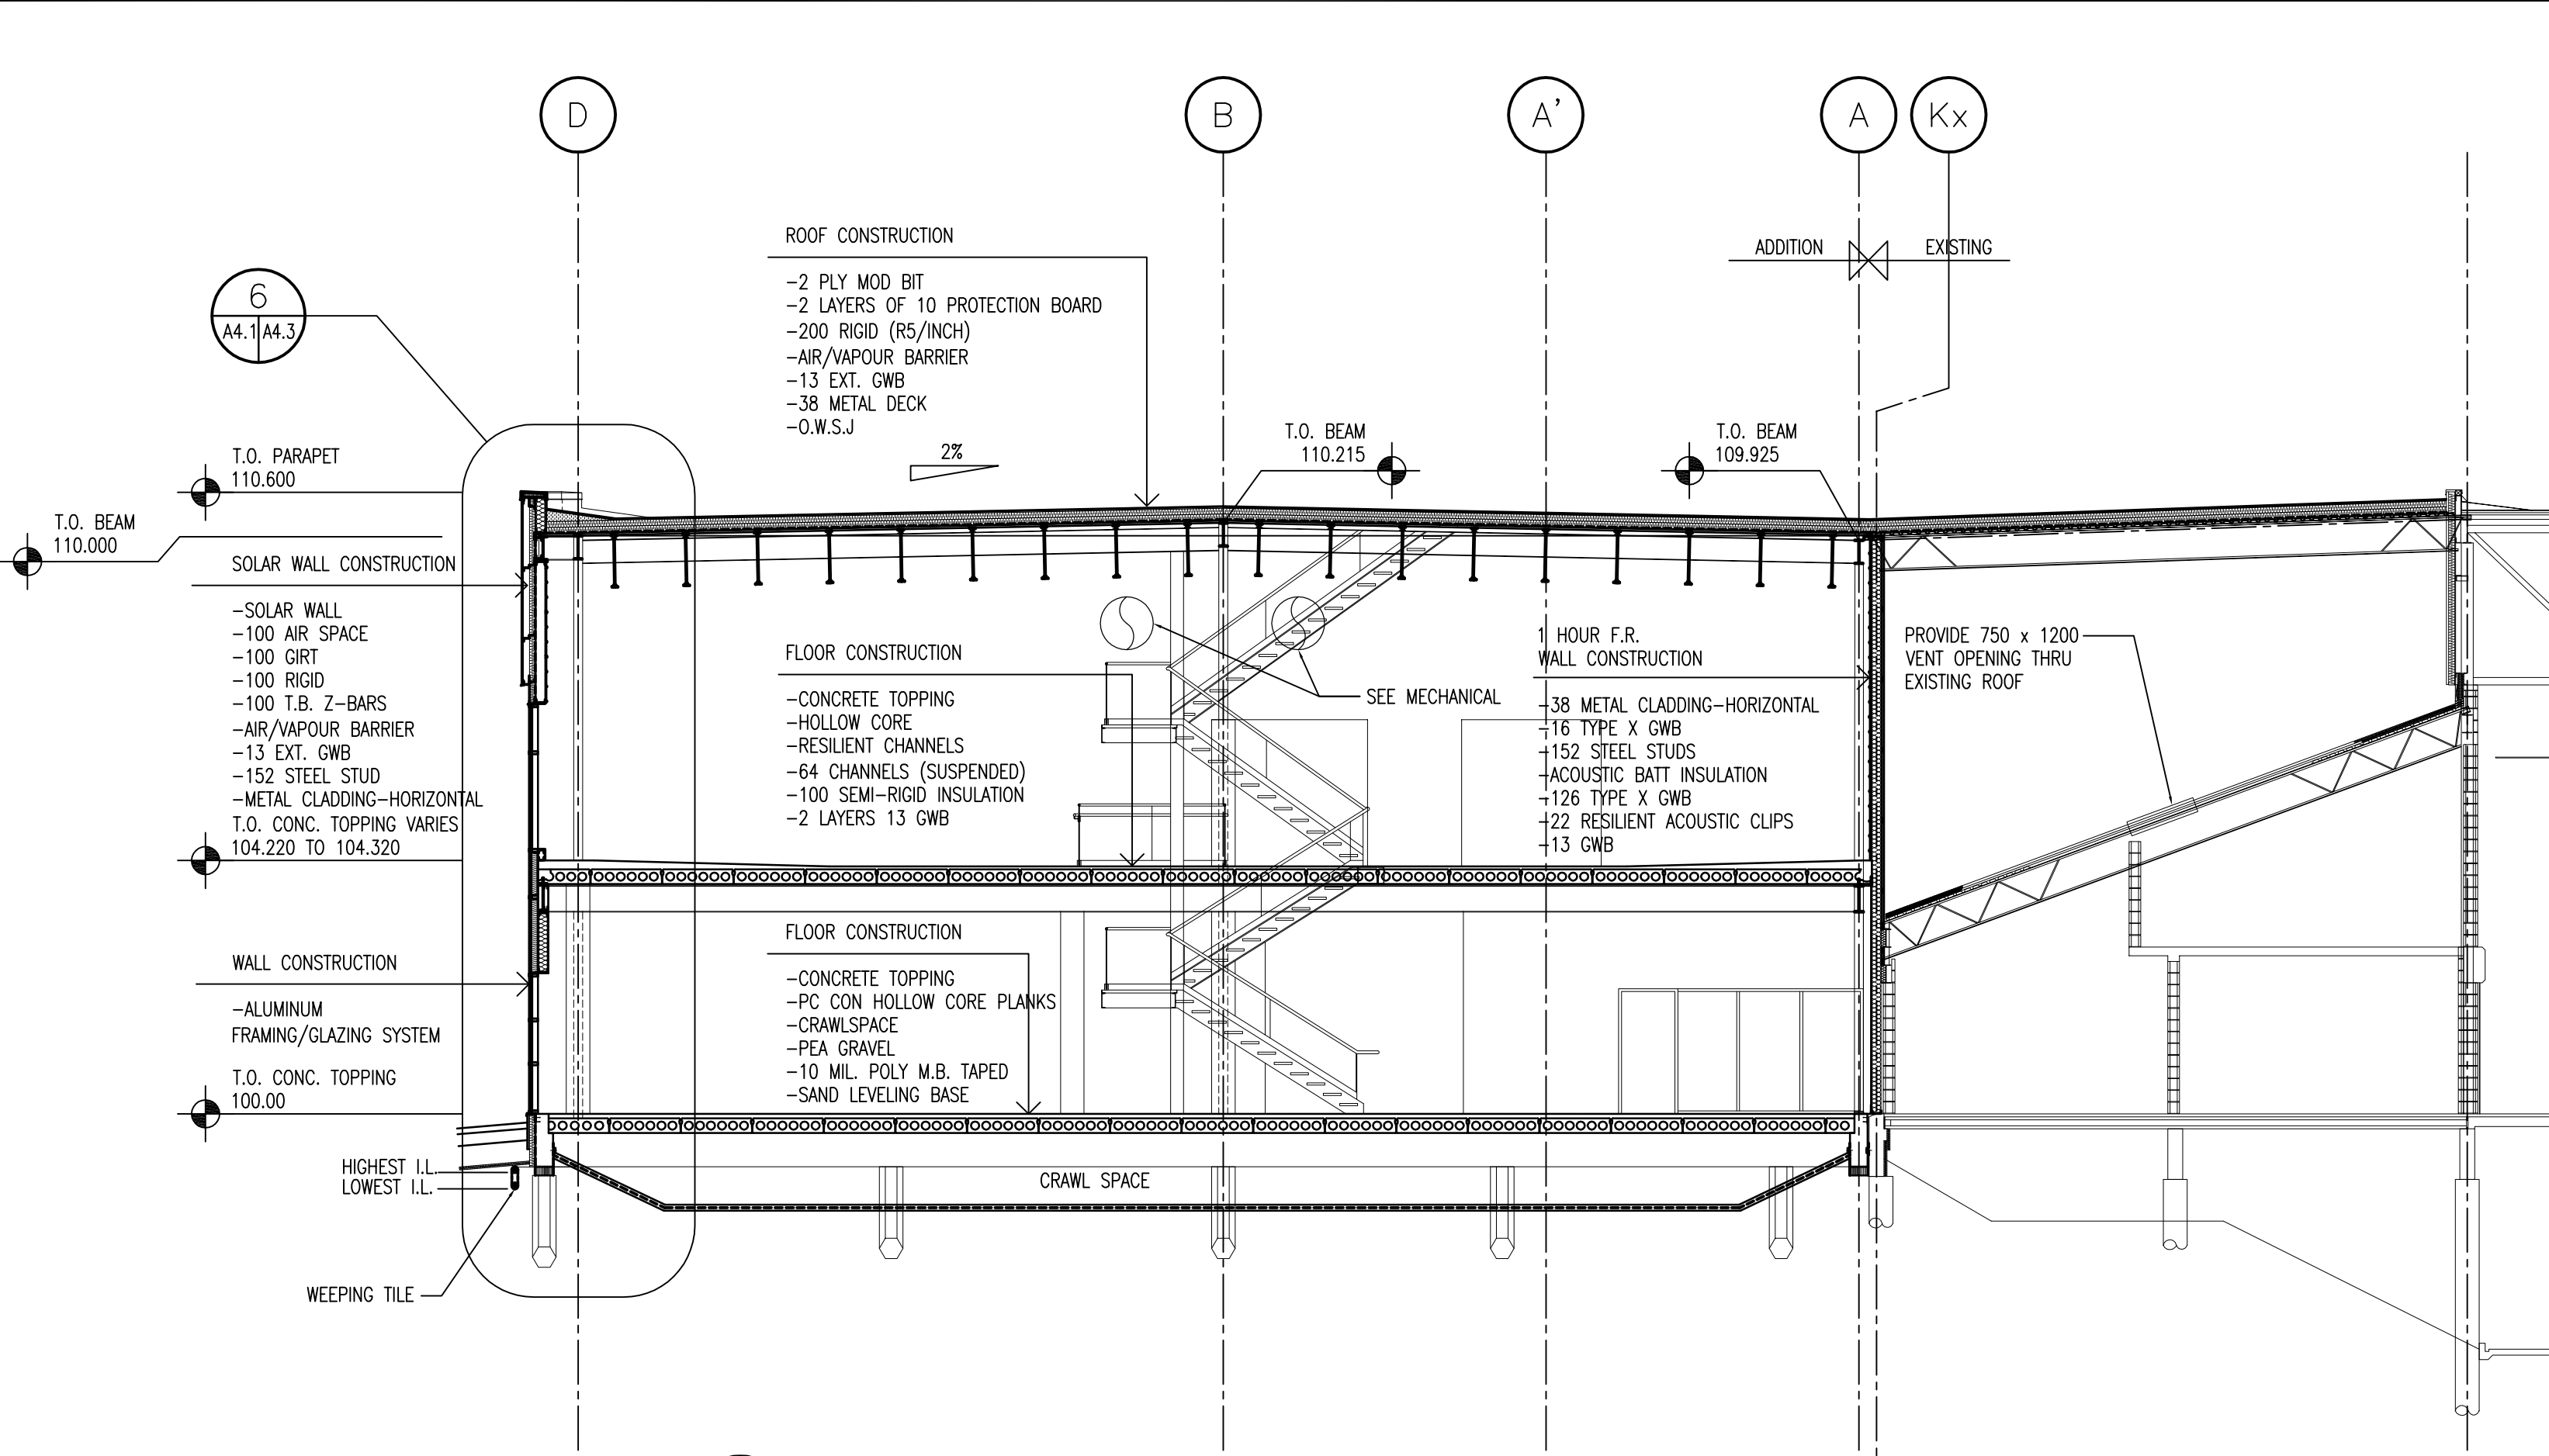 D
B
A'
A
Kx
ADDITION
EXISTING
6
A4.1 A4.3
ROOF CONSTRUCTION
-2 PLY MOD BIT
-2 LAYERS OF 10 PROTECTION BOARD
-200 RIGID (R5/INCH)
-AIR/VAPOUR BARRIER
-13 EXT. GWB
-38 METAL DECK
-O.W.S.J
2%
T.O. BEAM
110.215
T.O. BEAM
109.925
T.O. PARAPET
110.600
T.O. BEAM
110.000
SOLAR WALL CONSTRUCTION
-SOLAR WALL
-100 AIR SPACE
-100 GIRT
-100 RIGID
-100 T.B. Z-BARS
-AIR/VAPOUR BARRIER
-13 EXT. GWB
-152 STEEL STUD
-METAL CLADDING-HORIZONTAL
T.O. CONC. TOPPING VARIES
104.220 TO 104.320
FLOOR CONSTRUCTION
-CONCRETE TOPPING
-HOLLOW CORE
-RESILIENT CHANNELS
-64 CHANNELS (SUSPENDED)
-100 SEMI-RIGID INSULATION
-2 LAYERS 13 GWB
SEE MECHANICAL
1 HOUR F.R.
WALL CONSTRUCTION
-38 METAL CLADDING-HORIZONTAL
-16 TYPE X GWB
-152 STEEL STUDS
-ACOUSTIC BATT INSULATION
-126 TYPE X GWB
-22 RESILIENT ACOUSTIC CLIPS
-13 GWB
PROVIDE 750 x 1200
VENT OPENING THRU
EXISTING ROOF
WALL CONSTRUCTION
-ALUMINUM
FRAMING/GLAZING SYSTEM
T.O. CONC. TOPPING
100.00
FLOOR CONSTRUCTION
-CONCRETE TOPPING
-PC CON HOLLOW CORE PLANKS
-CRAWLSPACE
-PEA GRAVEL
-10 MIL. POLY M.B. TAPED
-SAND LEVELING BASE
HIGHEST I.L.
LOWEST I.L.
CRAWL SPACE
WEEPING TILE